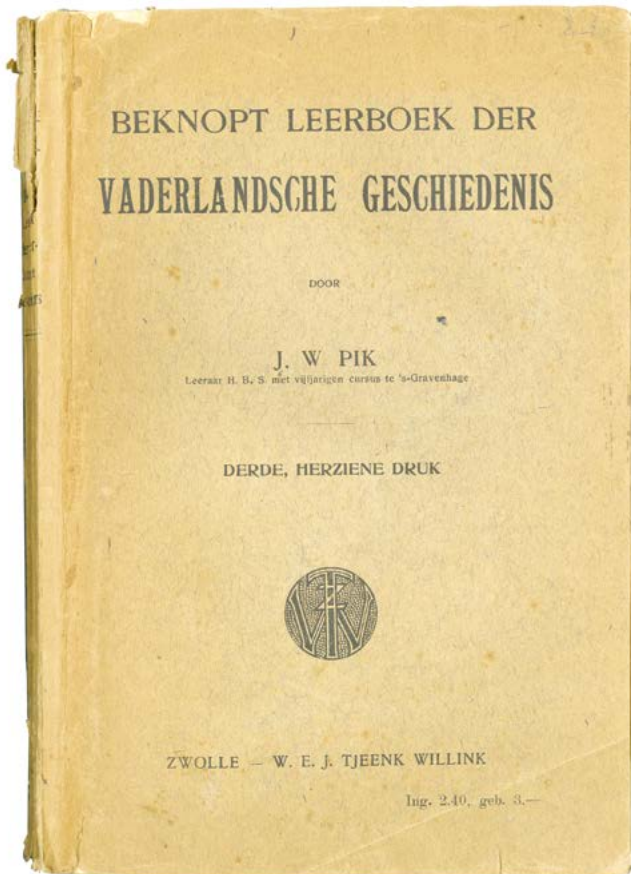 BEKNOPT LEERBOEK DER
VADERLANDSCHE GESCHIEDENIS
DOOR
J. W PIK
Leeraar H. B. S. met vijfjarigen cursus te 's-Gravenhage
DERDE, HERZIENE DRUK
ZWOLLE — W. E. J. TJEENK WILLINK
Ing. 2.40, geb. 3.—